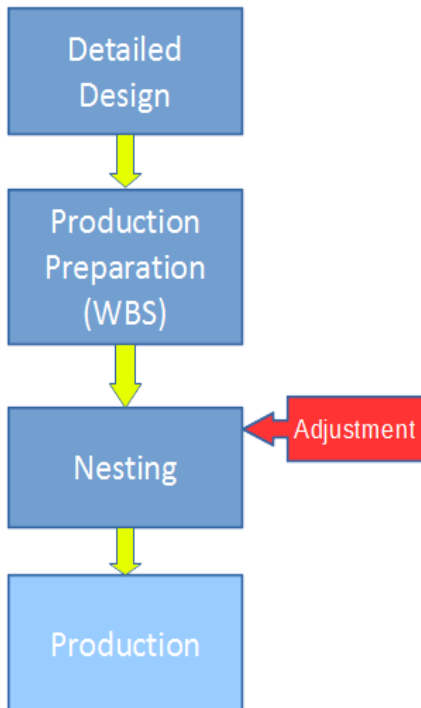 Detailed
Design
Production
Preparation
(WBS)
Adjustment
Nesting
Production